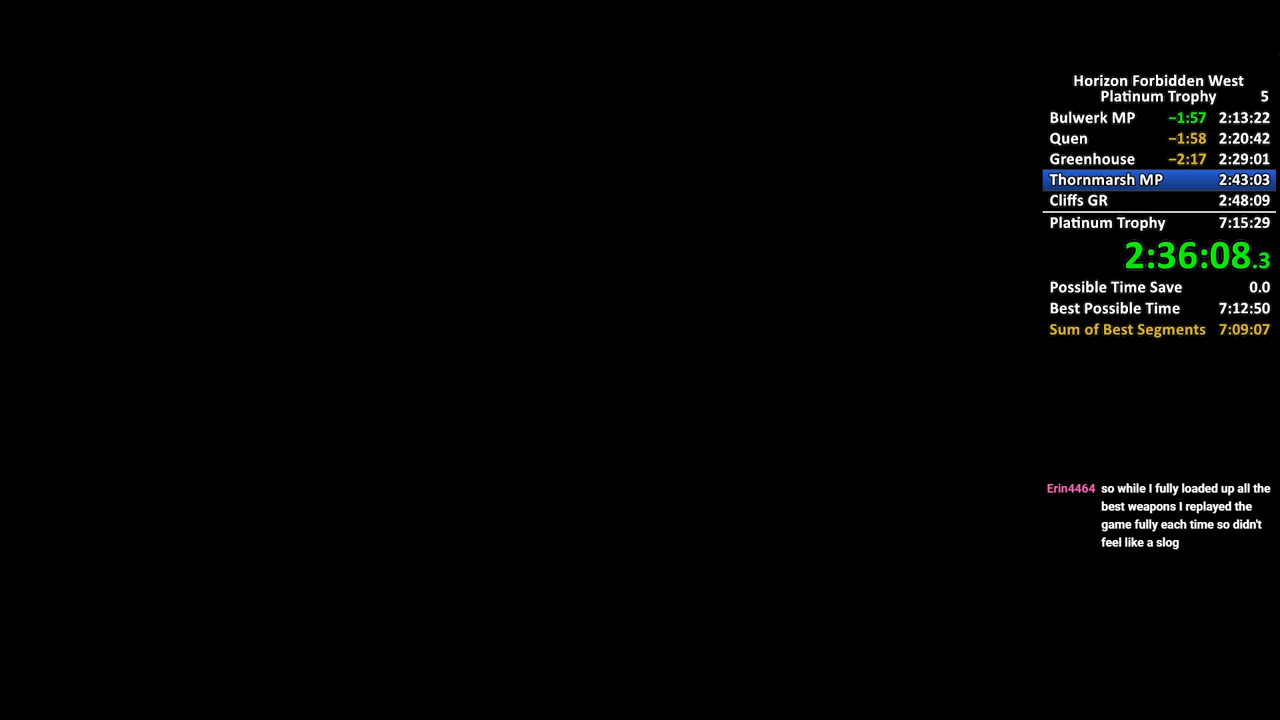 Horizon Forbidden West
Platinum Trophy 5
Bulwerk MP −1:57 2:13:22
Quen −1:58 2:20:42
Greenhouse −2:17 2:29:01
Thornmarsh MP 2:43:03
Cliffs GR 2:48:09
Platinum Trophy 7:15:29
2:36:08.3
Possible Time Save 0.0
Best Possible Time 7:12:50
Sum of Best Segments 7:09:07
Erin4464 so while I fully loaded up all the
best weapons I replayed the
game fully each time so didn't
feel like a slog